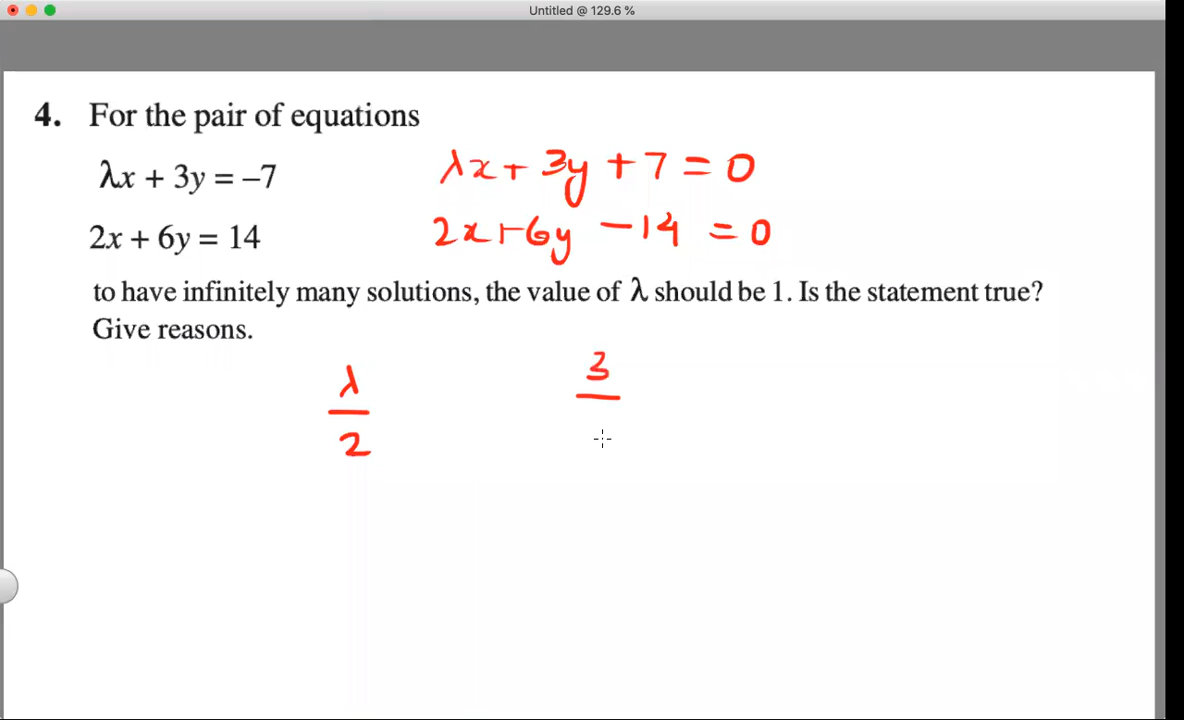 Untitled @ 129.6 %
4. For the pair of equations
λx + 3y = –7
λx + 3y + 7 = 0
2x + 6y = 14
2x + 6y - 14 = 0
to have infinitely many solutions, the value of λ should be 1. Is the statement true?
Give reasons.
λ 3
2